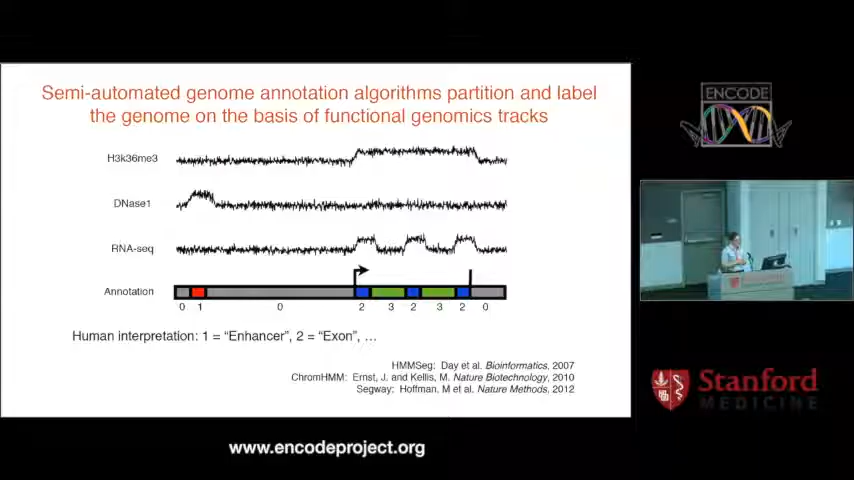 Semi-automated genome annotation algorithms partition and label
the genome on the basis of functional genomics tracks
H3k36me3
DNase1
RNA-seq
Annotation
0 1 0 2 3 2 3 2 0
Human interpretation: 1 = “Enhancer”, 2 = “Exon”, …
HMMSeg: Day et al. Bioinformatics, 2007
ChromHMM: Ernst, J. and Kellis, M. Nature Biotechnology, 2010
Segway: Hoffman. M et al. Nature Methods, 2012
www.encodeproject.org
ENCODE
Stanford
MEDICINE